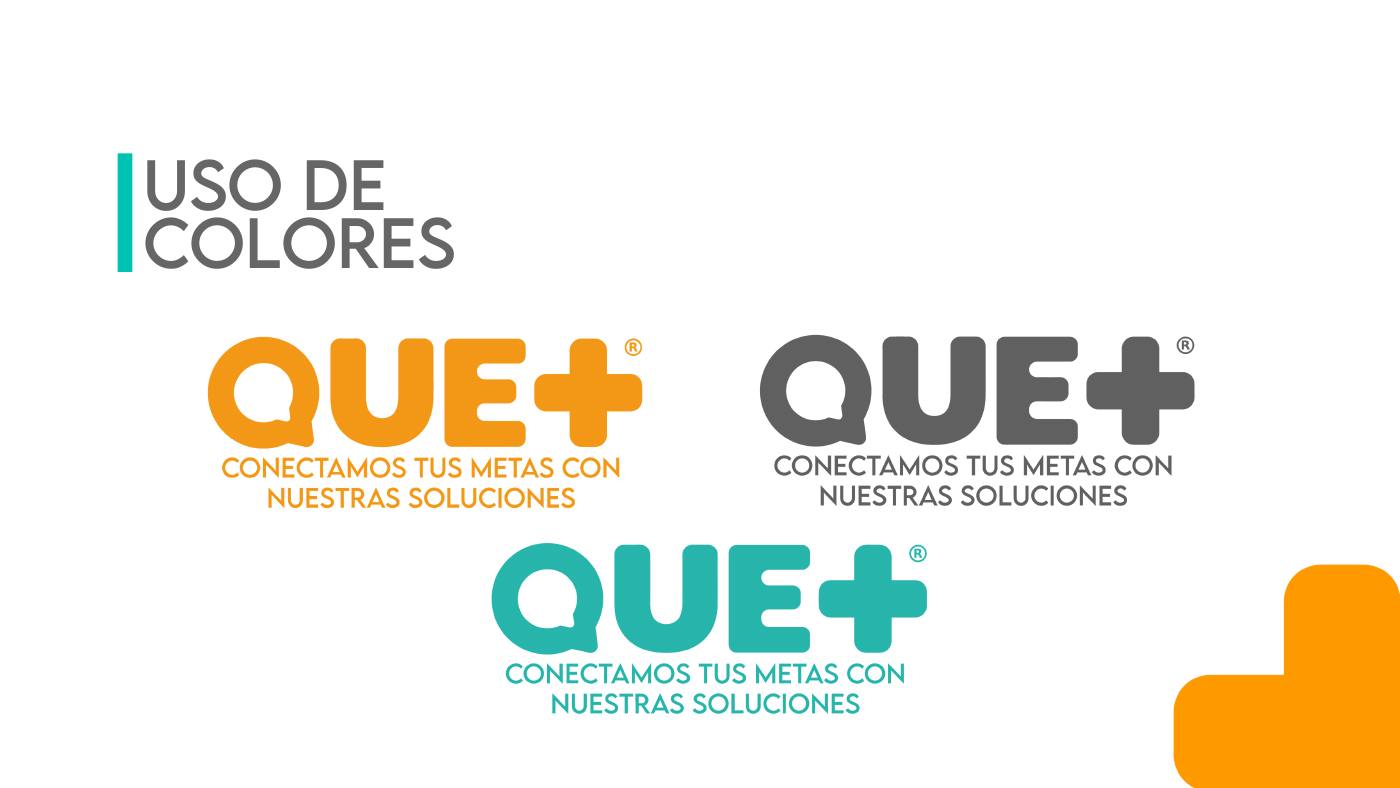 USO DE
COLORES
QUE+®
CONECTAMOS TUS METAS CON
NUESTRAS SOLUCIONES
QUE+®
CONECTAMOS TUS METAS CON
NUESTRAS SOLUCIONES
QUE+®
CONECTAMOS TUS METAS CON
NUESTRAS SOLUCIONES